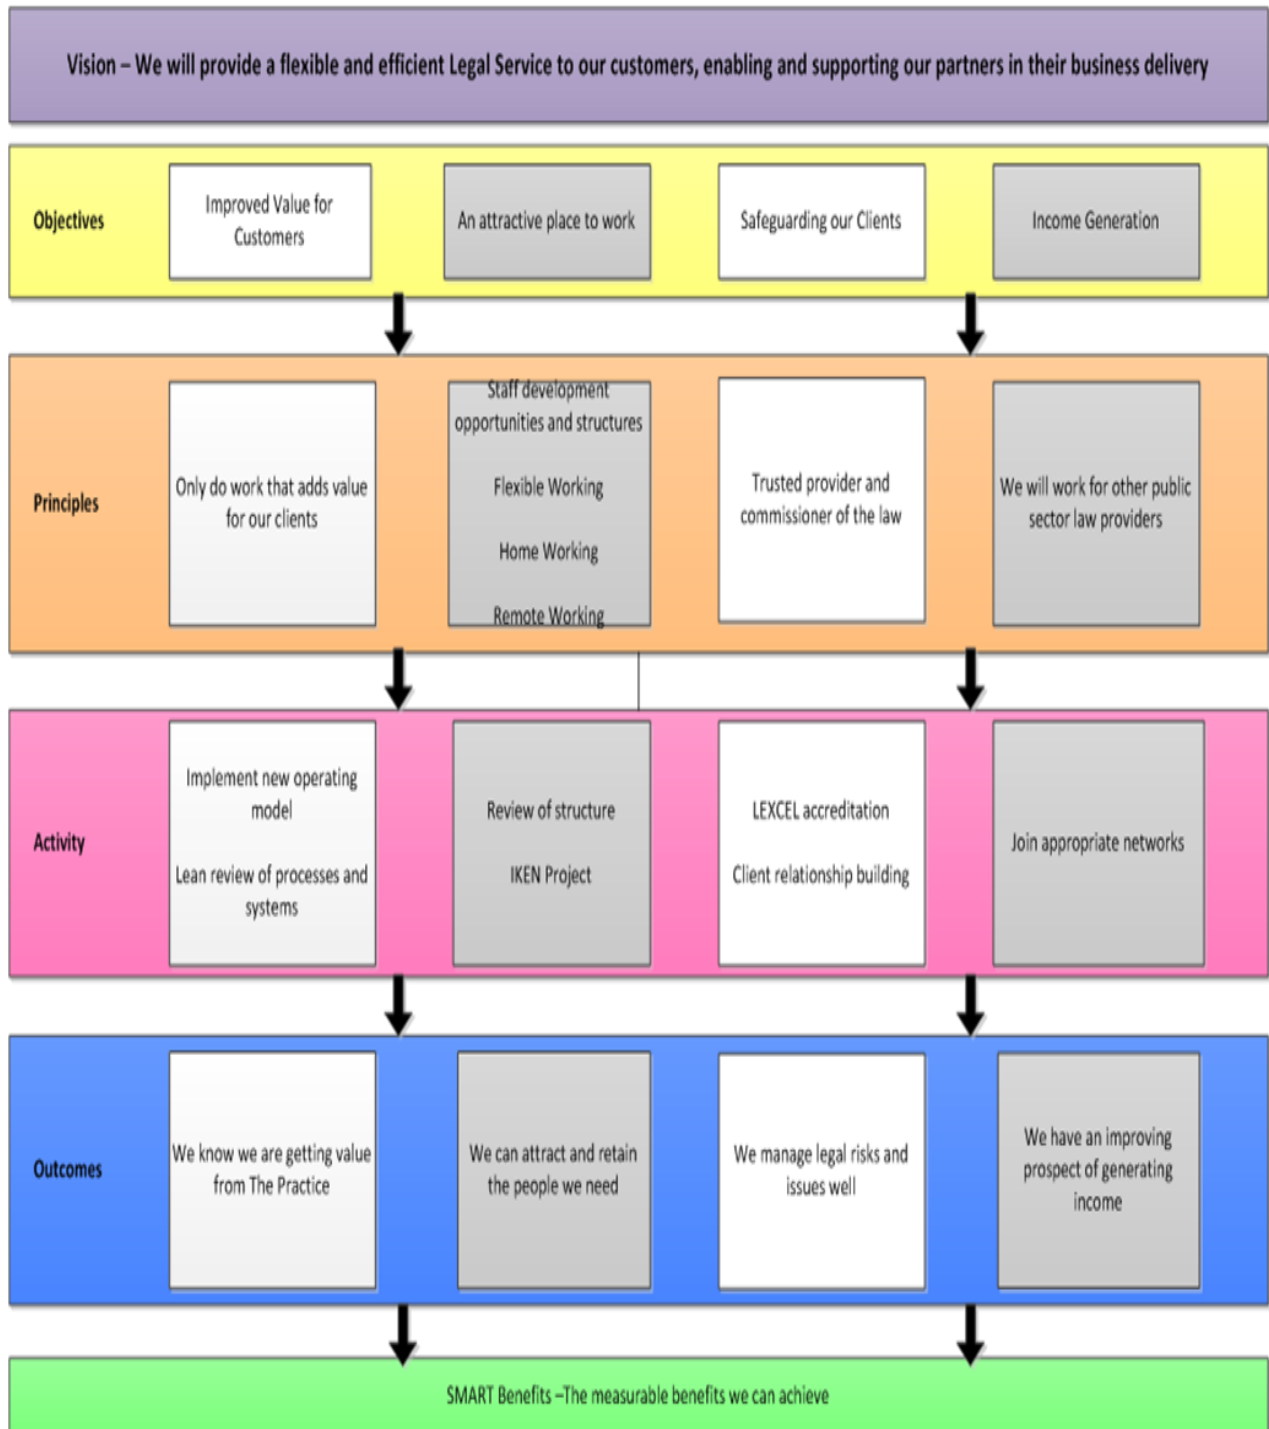 Vision – We will provide a flexible and efficient Legal Service to our customers, enabling and supporting our partners in their business delivery
Objectives
Improved Value for
Customers
An attractive place to work
Safeguarding our Clients
Income Generation
Principles
Only do work that adds value
for our clients
Staff development
opportunities and structures
Flexible Working
Home Working
Remote Working
Trusted provider and
commissioner of the law
We will work for other public
sector law providers
Activity
Implement new operating
model
Lean review of processes and
systems
Review of structure
IKEN Project
LEXCEL accreditation
Client relationship building
Join appropriate networks
Outcomes
We know we are getting value
from The Practice
We can attract and retain
the people we need
We manage legal risks and
issues well
We have an improving
prospect of generating
income
SMART Benefits –The measurable benefits we can achieve